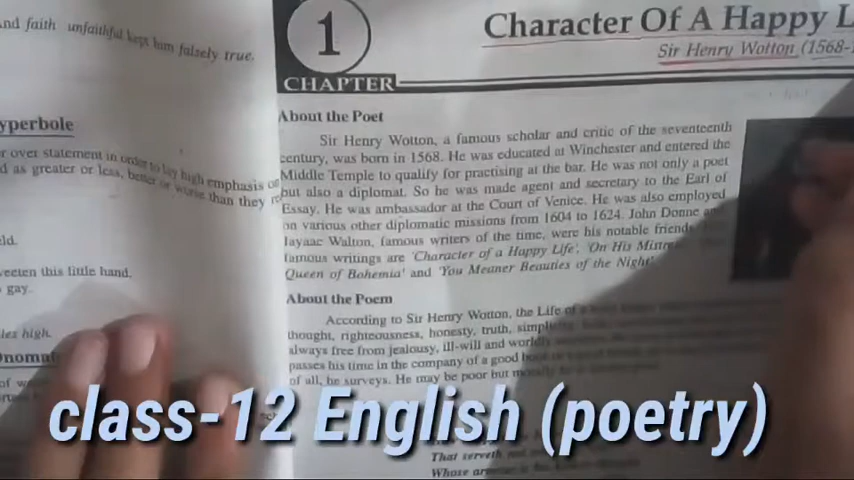 And faith unfaithful kept him falsely true.
yperbole
r over statement in order to lay high emphasis on
d as greater or less, better or worse than they
eld.
weeten this little hand.
gay.
high.
Onomat
of
1
CHAPTER
Character Of A Happy L
Sir Henry Wotton (1568-1
About the Poet
Sir Henry Wotton, a famous scholar and critic of the seventeenth
century, was born in 1568. He was educated at Winchester and entered the
Middle Temple to qualify for practising at the bar. He was not only a poet
but also a diplomat. So he was made agent and secretary to the Earl of
Essay. He was ambassador at the Court of Venice. He was also employed
on various other diplomatic missions from 1604 to 1624. John Donne and
Iayaac Walton, famous writers of the time, were his notable friends.
famous writings are 'Character of a Happy Life', 'On His Mistress
Queen of Bohemia' and 'You Meaner Beauties of the Night'.
About the Poem
According to Sir Henry Wotton, the Life of a
thought, righteousness, honesty, truth, simplicity
always free from jealousy, ill-will and worldly
passes his time in the company of a good book
of all, he surveys. He may be poor but
class-12 English (poetry)
That serveth
Whose